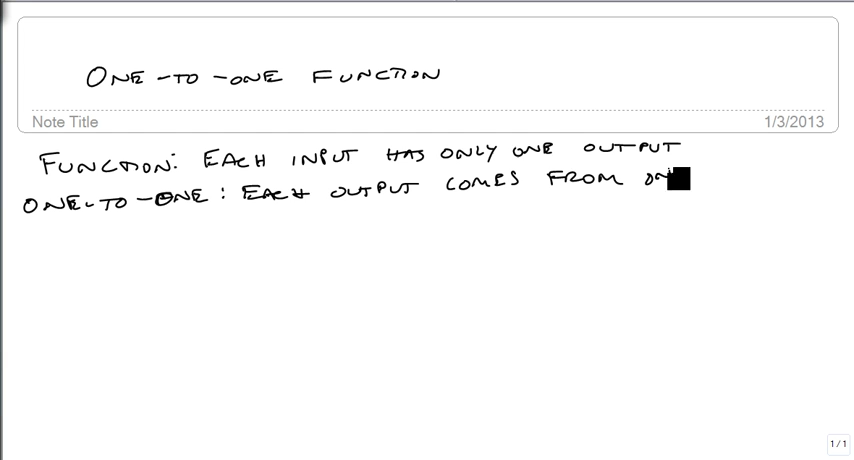 ONE-TO-ONE FUNCTION
Note Title
1/3/2013
FUNCTION: EACH INPUT HAS ONLY ONE OUTPUT
ONE-TO-ONE: EACH OUTPUT COMES FROM
1 / 1